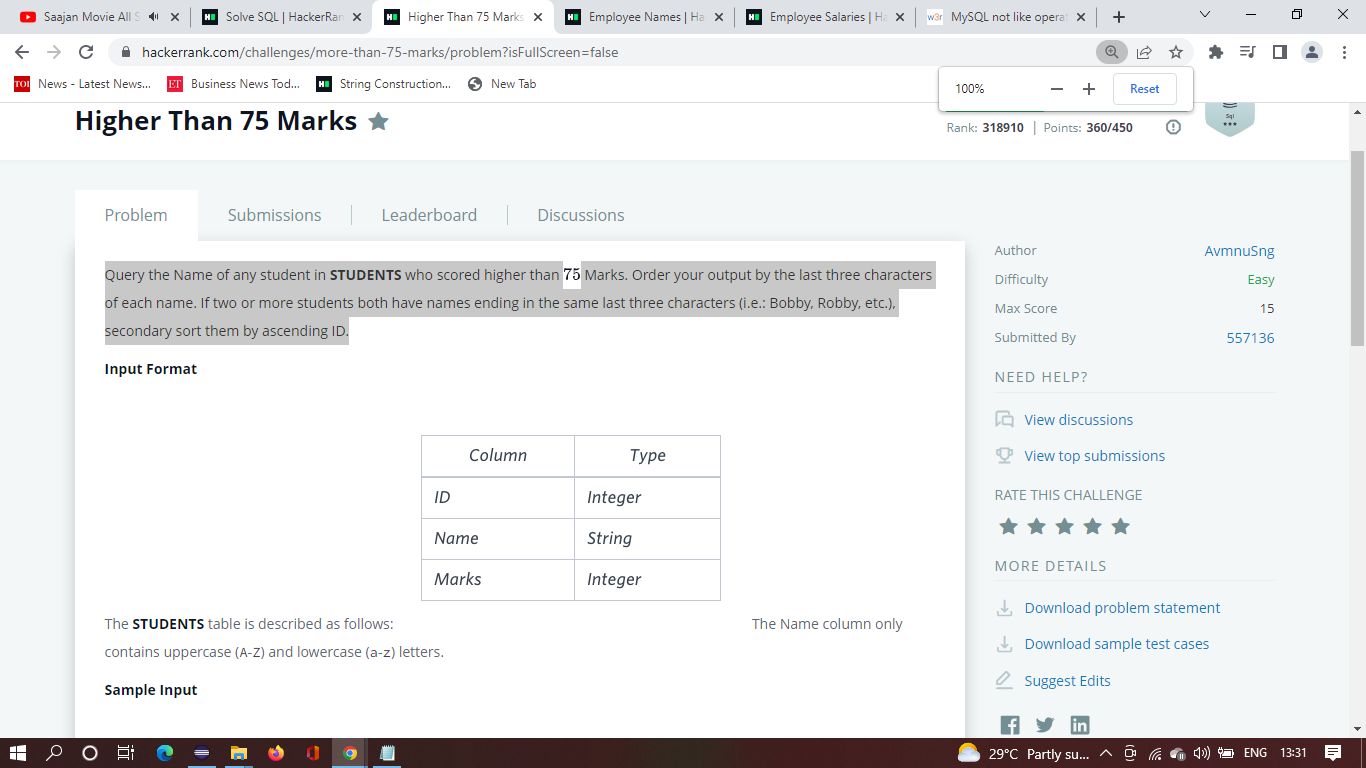 Saajan Movie All S
Solve SQL | HackerRan
Higher Than 75 Marks
Employee Names | Ha
Employee Salaries | Ha
w3r
MySQL not like operat
hackerrank.com/challenges/more-than-75-marks/problem?isFullScreen=false
TOI News - Latest News...
ET Business News Tod...
String Construction...
New Tab
100%
Reset
Higher Than 75 Marks
Rank: 318910 | Points: 360/450
Sql
Problem
Submissions
Leaderboard
Discussions
Query the Name of any student in STUDENTS who scored higher than 75 Marks. Order your output by the last three characters
of each name. If two or more students both have names ending in the same last three characters (i.e.: Bobby, Robby, etc.),
secondary sort them by ascending ID.
Input Format
Column Type
ID Integer
Name String
Marks Integer
The STUDENTS table is described as follows: The Name column only
contains uppercase (A-Z) and lowercase (a-z) letters.
Sample Input
Author AvmnuSng
Difficulty Easy
Max Score 15
Submitted By 557136
NEED HELP?
View discussions
View top submissions
RATE THIS CHALLENGE
MORE DETAILS
Download problem statement
Download sample test cases
Suggest Edits
29°C Partly su...
ENG
13:31